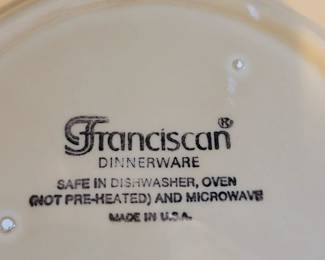 Franciscan®
DINNERWARE
SAFE IN DISHWASHER, OVEN
(NOT PRE-HEATED) AND MICROWAVE
MADE IN U.S.A.